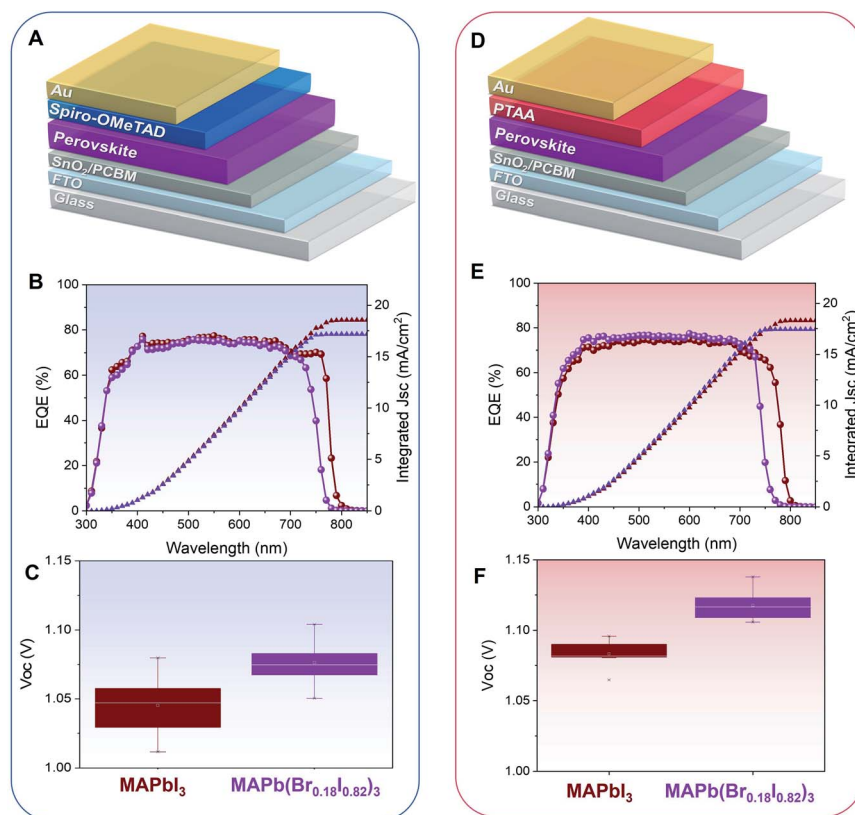 A
Au
Spiro-OMeTAD
Perovskite
SnO₂/PCBM
FTO
Glass
B
100
80
60
40
20
0
EQE (%)
300 400 500 600 700 800
Wavelength (nm)
20
15
10
5
0
Integrated Jsc (mA/cm²)
C
1.15
1.10
1.05
1.00
Voc (V)
MAPbI₃ MAPb(Br₀.₁₈I₀.₈₂)₃
D
Au
PTAA
Perovskite
SnO₂/PCBM
FTO
Glass
E
100
80
60
40
20
0
EQE (%)
300 400 500 600 700 800
Wavelength (nm)
20
15
10
5
0
Integrated Jsc (mA/cm²)
F
1.15
1.10
1.05
1.00
Voc (V)
MAPbI₃ MAPb(Br₀.₁₈I₀.₈₂)₃